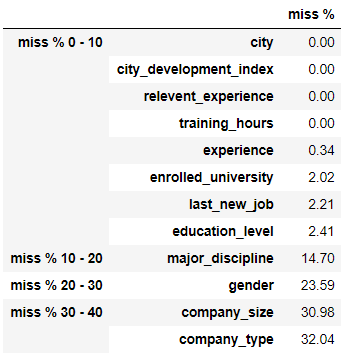 miss %
miss % 0 - 10 city 0.00
city_development_index 0.00
relevent_experience 0.00
training_hours 0.00
experience 0.34
enrolled_university 2.02
last_new_job 2.21
education_level 2.41
miss % 10 - 20 major_discipline 14.70
miss % 20 - 30 gender 23.59
miss % 30 - 40 company_size 30.98
company_type 32.04